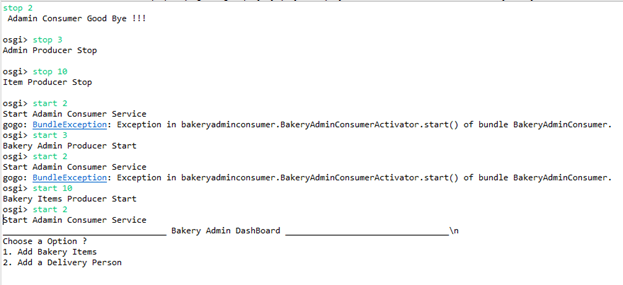 stop 2
Adamin Consumer Good Bye !!!
osgi> stop 3
Admin Producer Stop
osgi> stop 10
Item Producer Stop
osgi> start 2
Start Adamin Consumer Service
gogo: BundleException: Exception in bakeryadminconsumer.BakeryAdminConsumerActivator.start() of bundle BakeryAdminConsumer.
osgi> start 3
Bakery Admin Producer Start
osgi> start 2
Start Adamin Consumer Service
gogo: BundleException: Exception in bakeryadminconsumer.BakeryAdminConsumerActivator.start() of bundle BakeryAdminConsumer.
osgi> start 10
Bakery Items Producer Start
osgi> start 2
Start Adamin Consumer Service
_________________________________ Bakery Admin DashBoard _________________________________\n
Choose a Option ?
1. Add Bakery Items
2. Add a Delivery Person